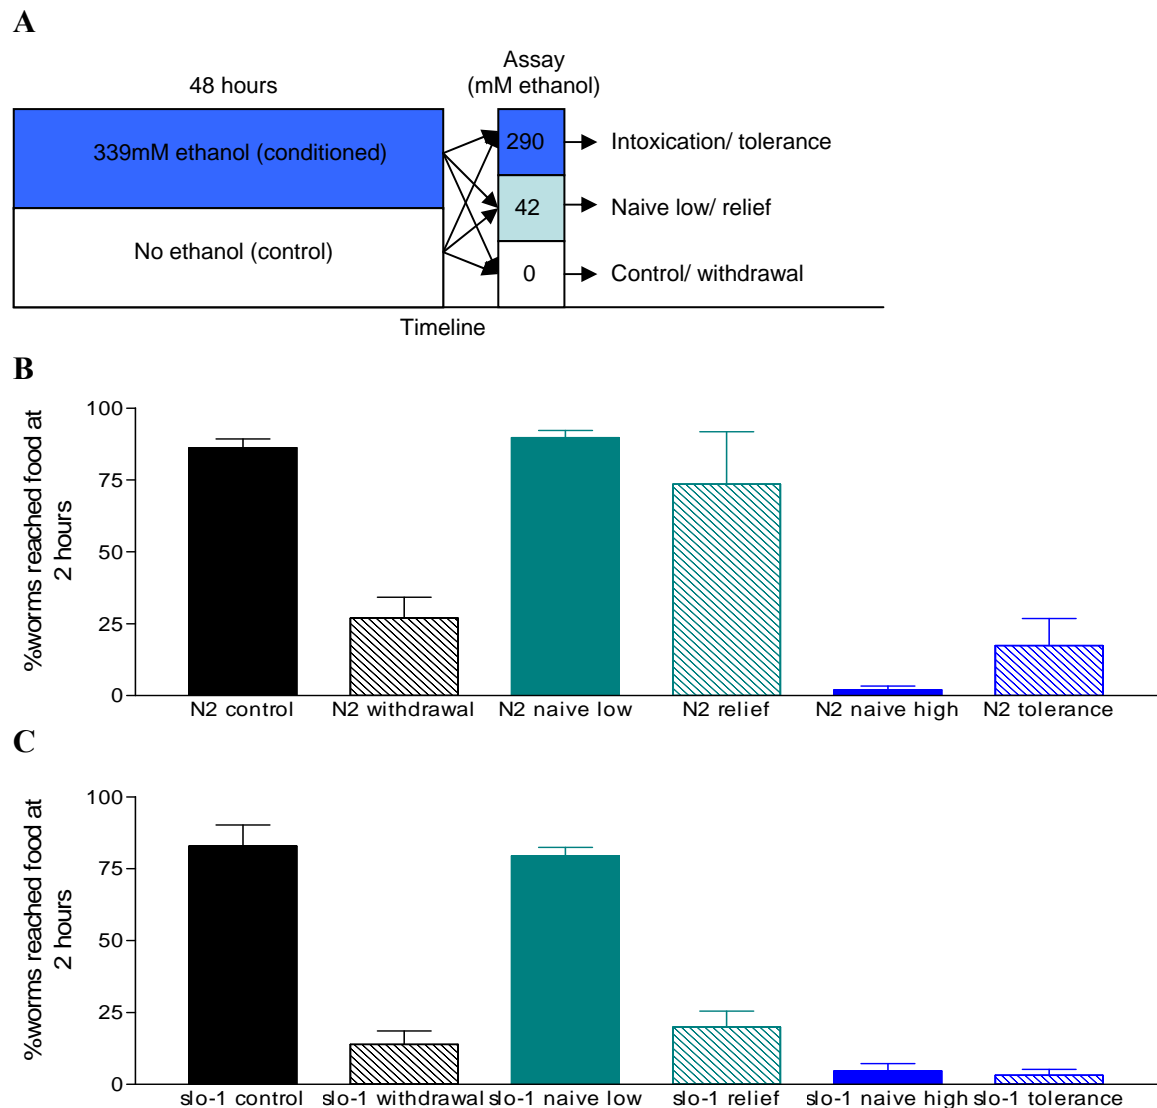 A
Assay
48 hours
(mM ethanol)
339mM ethanol (conditioned)
290
Intoxication/ tolerance
42
Naive low/ relief
No ethanol (control)
0
Control/ withdrawal
Timeline
B
%worms reached food at
2 hours
100
75
50
25
0
N2 control
N2 withdrawal
N2 naive low
N2 relief
N2 naive high
N2 tolerance
C
%worms reached food at
2 hours
100
75
50
25
0
slo-1 control
slo-1 withdrawal
slo-1 naive low
slo-1 relief
slo-1 naive high
slo-1 tolerance